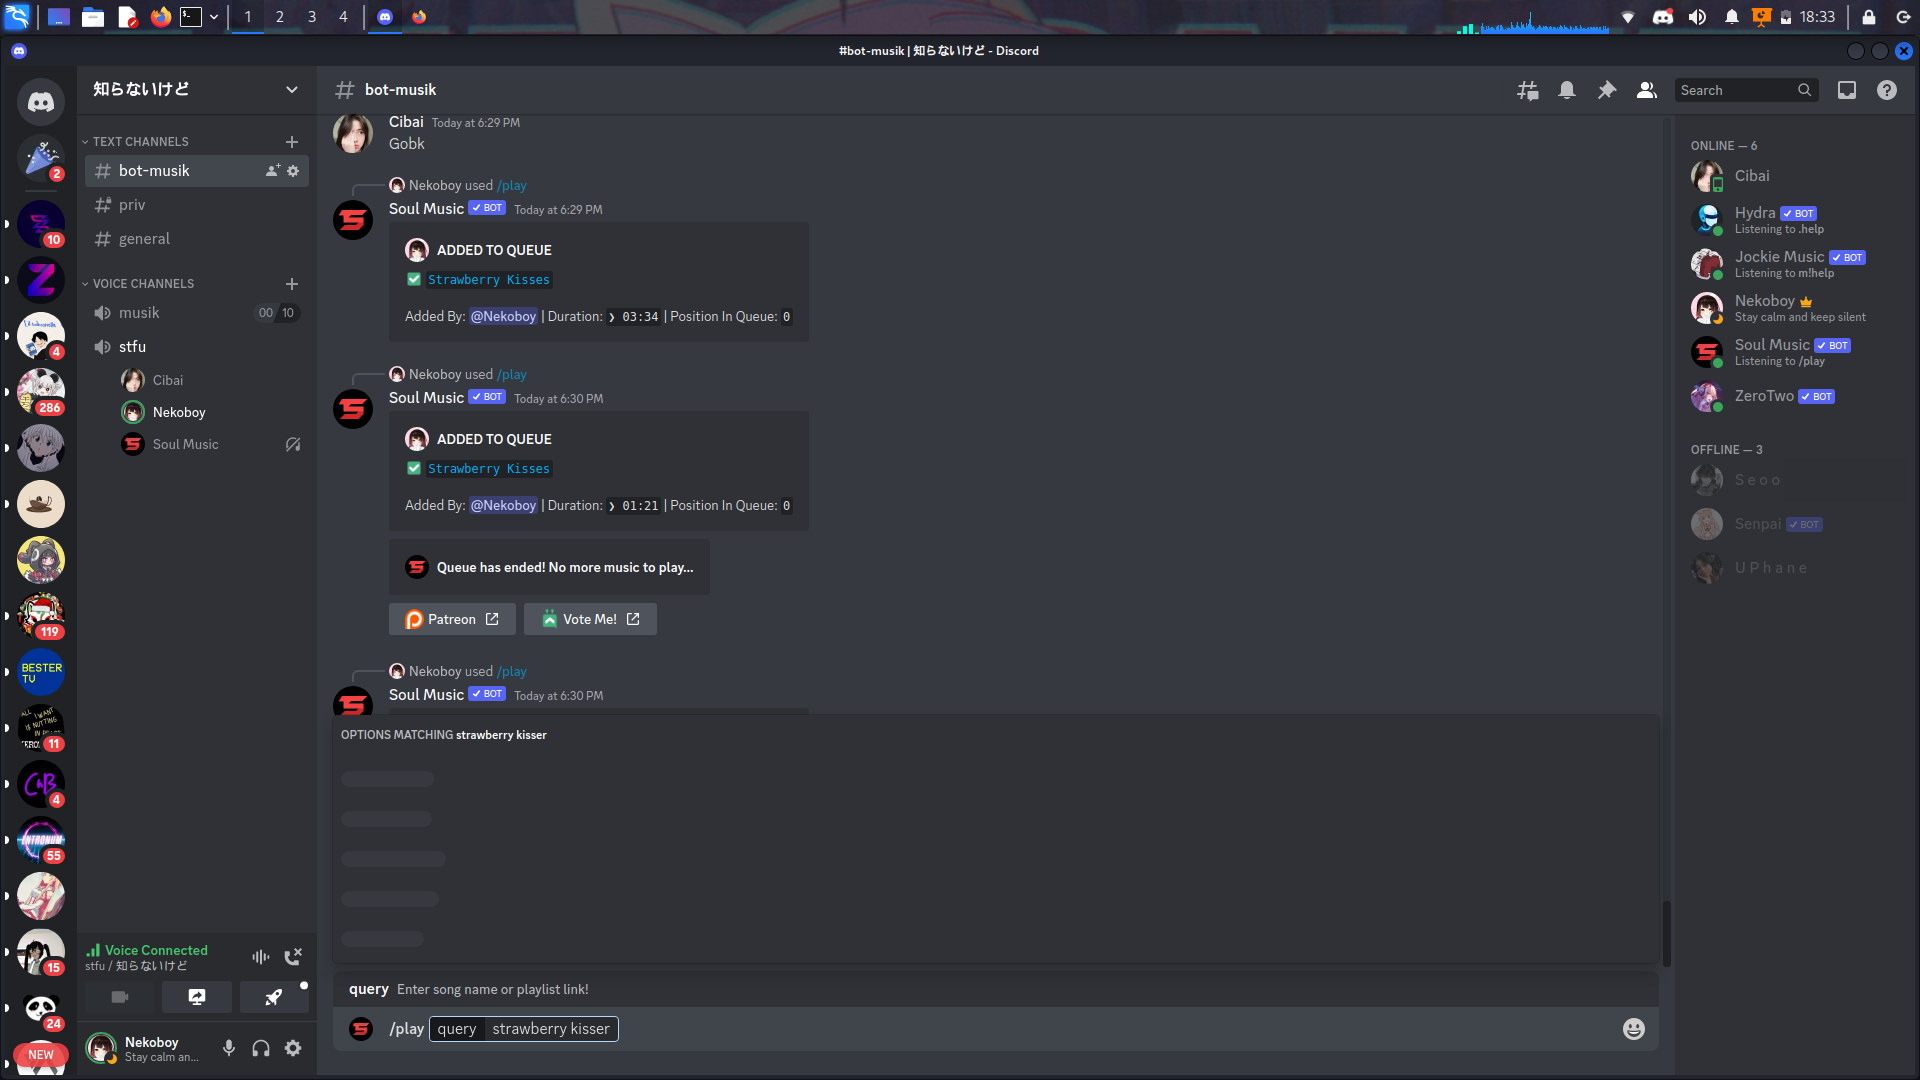 1 2 3 4
18:33
#bot-musik | 知らないけど - Discord
知らないけど
bot-musik
Search
TEXT CHANNELS
bot-musik
priv
general
VOICE CHANNELS
musik 00 10
stfu
Cibai
Nekoboy
Soul Music
2
10
4
286
119
BESTER
TV
11
4
55
15
24
NEW
Voice Connected
stfu / 知らないけど
Nekoboy
Stay calm an...
Cibai Today at 6:29 PM
Gobk
Nekoboy used /play
Soul Music BOT Today at 6:29 PM
ADDED TO QUEUE
Strawberry Kisses
Added By: @Nekoboy | Duration: ❯ 03:34 | Position In Queue: 0
Nekoboy used /play
Soul Music BOT Today at 6:30 PM
ADDED TO QUEUE
Strawberry Kisses
Added By: @Nekoboy | Duration: ❯ 01:21 | Position In Queue: 0
Queue has ended! No more music to play...
Patreon Vote Me!
Nekoboy used /play
Soul Music BOT Today at 6:30 PM
OPTIONS MATCHING strawberry kisser
query Enter song name or playlist link!
/play query strawberry kisser
ONLINE — 6
Cibai
Hydra BOT
Listening to .help
Jockie Music BOT
Listening to m!help
Nekoboy
Stay calm and keep silent
Soul Music BOT
Listening to /play
ZeroTwo BOT
OFFLINE — 3
S e o o
Senpai BOT
U P h a n e